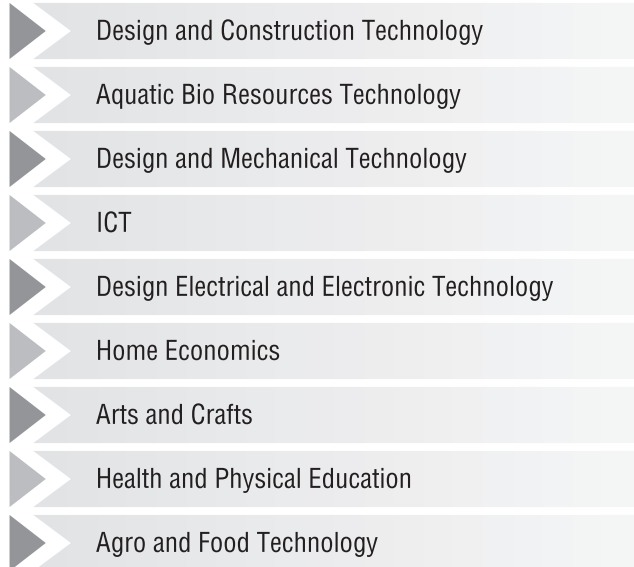 Design and Construction Technology
Aquatic Bio Resources Technology
Design and Mechanical Technology
ICT
Design Electrical and Electronic Technology
Home Economics
Arts and Crafts
Health and Physical Education
Agro and Food Technology